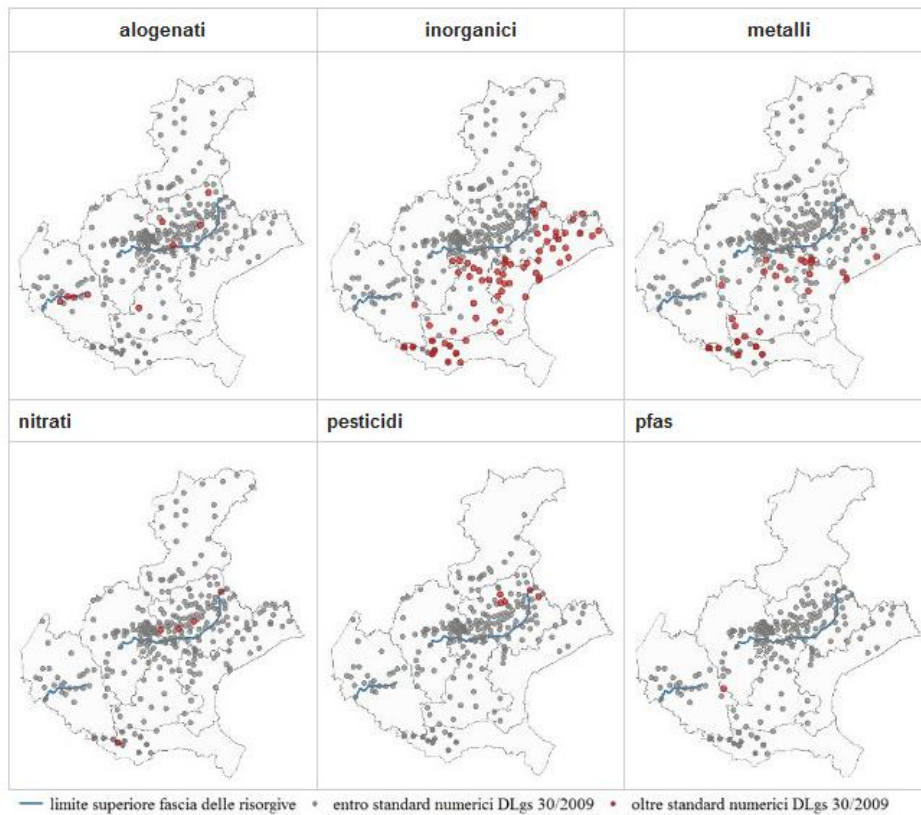 alogenati inorganici metalli
nitrati pesticidi pfas
limite superiore fascia delle risorgive entro standard numerici DLgs 30/2009 oltre standard numerici DLgs 30/2009